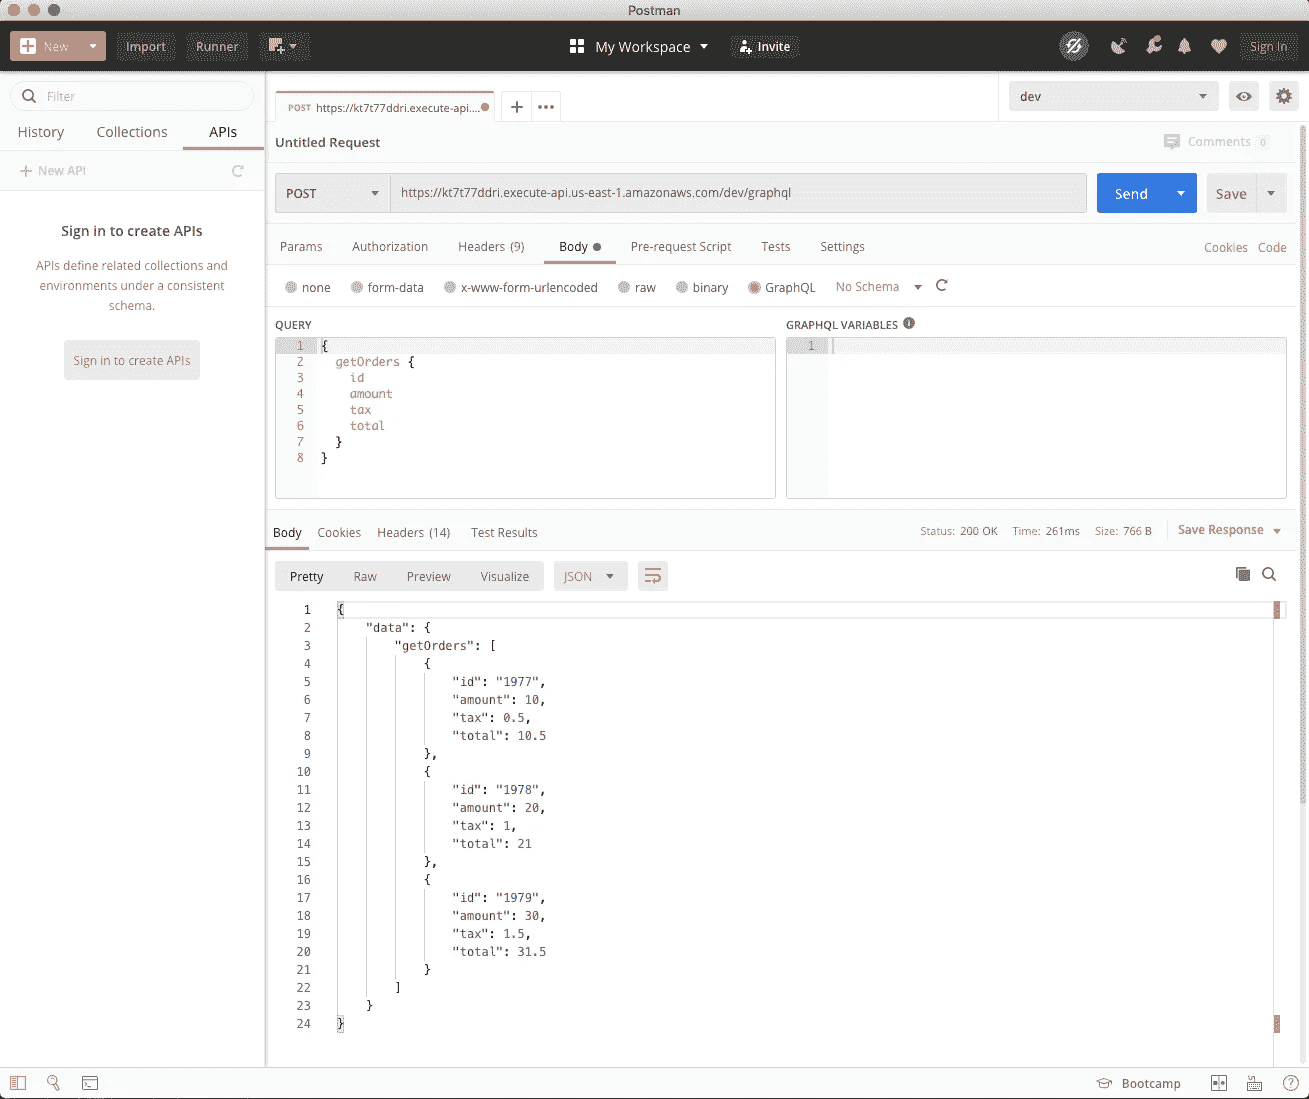 Postman
New Import Runner My Workspace Invite Sign In
Filter
History Collections APIs
New API
Sign in to create APIs
APIs define related collections and
environments under a consistent
schema.
Sign in to create APIs
POST https://kt7t77ddri.execute-api....
dev
Untitled Request
Comments 0
POST https://kt7t77ddri.execute-api.us-east-1.amazonaws.com/dev/graphql Send Save
Params Authorization Headers (9) Body Pre-request Script Tests Settings Cookies Code
none form-data x-www-form-urlencoded raw binary GraphQL No Schema
QUERY
1 {
2 getOrders {
3 id
4 amount
5 tax
6 total
7 }
8 }
GRAPHQL VARIABLES
1
Body Cookies Headers (14) Test Results Status: 200 OK Time: 261ms Size: 766 B Save Response
Pretty Raw Preview Visualize JSON
1 {
2 "data": {
3 "getOrders": [
4 {
5 "id": "1977",
6 "amount": 10,
7 "tax": 0.5,
8 "total": 10.5
9 },
10 {
11 "id": "1978",
12 "amount": 20,
13 "tax": 1,
14 "total": 21
15 },
16 {
17 "id": "1979",
18 "amount": 30,
19 "tax": 1.5,
20 "total": 31.5
21 }
22 ]
23 }
24 }
Bootcamp